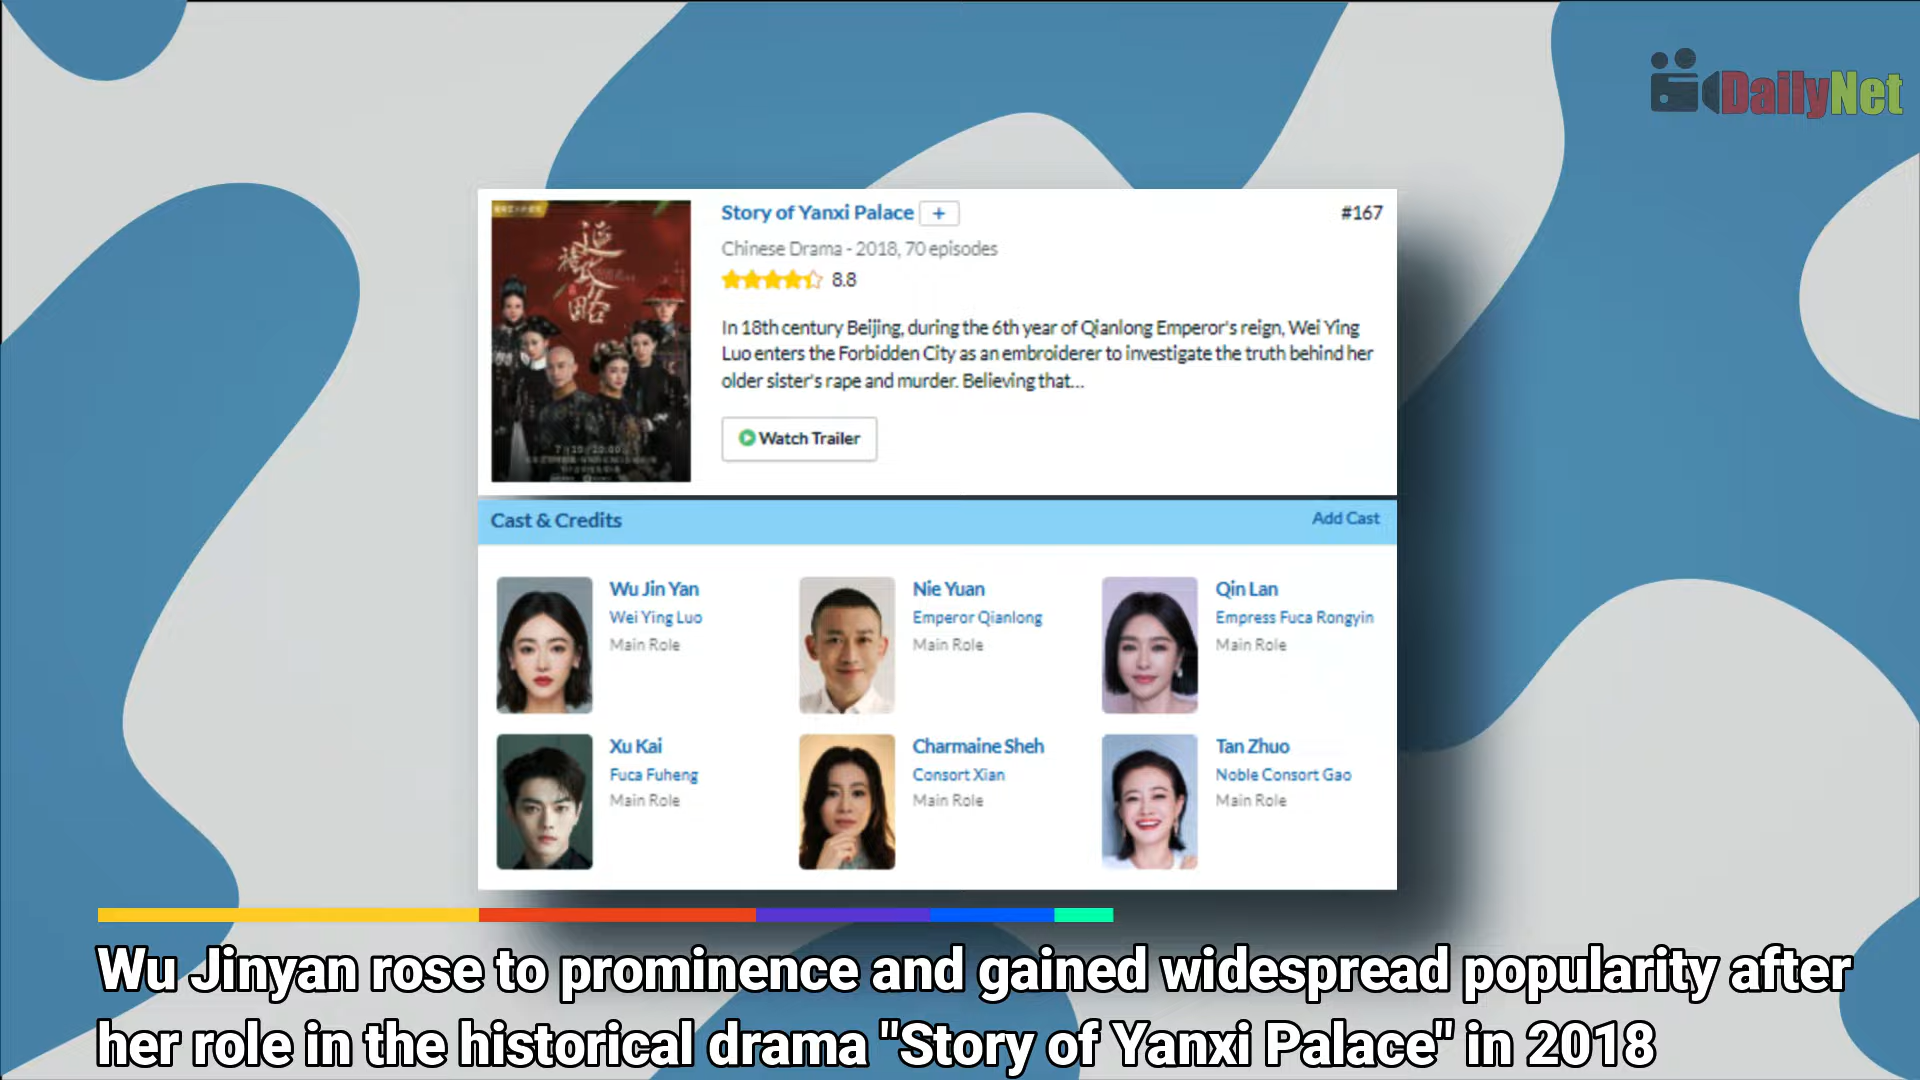 DailyNet
Story of Yanxi Palace +
#167
Chinese Drama - 2018, 70 episodes
8.8
In 18th century Beijing, during the 6th year of Qianlong Emperor's reign, Wei Ying
Luo enters the Forbidden City as an embroiderer to investigate the truth behind her
older sister's rape and murder. Believing that...
Watch Trailer
延
禧
攻
略
Cast & Credits
Add Cast
Wu Jin Yan
Wei Ying Luo
Main Role
Nie Yuan
Emperor Qianlong
Main Role
Qin Lan
Empress Fuca Rongyin
Main Role
Xu Kai
Fuca Fuheng
Main Role
Charmaine Sheh
Consort Xian
Main Role
Tan Zhuo
Noble Consort Gao
Main Role
Wu Jinyan rose to prominence and gained widespread popularity after
her role in the historical drama "Story of Yanxi Palace" in 2018